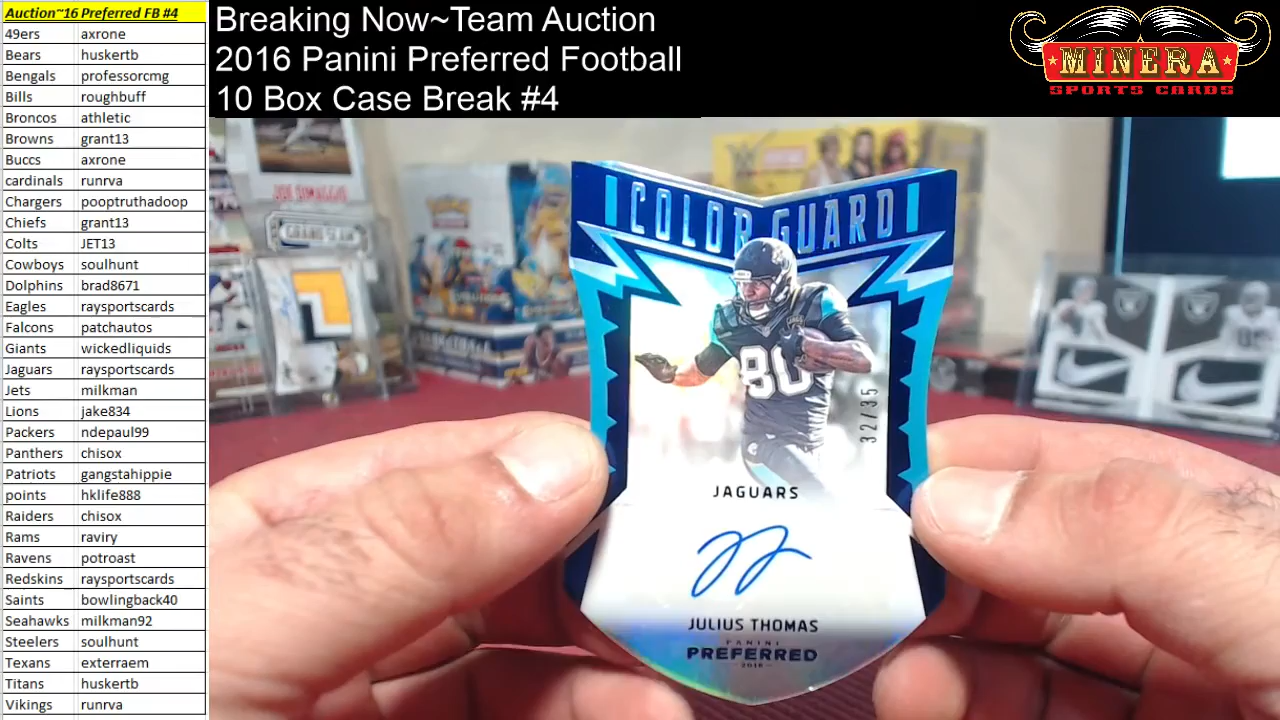 Auction~16 Preferred FB #4
49ers axrone
Bears huskertb
Bengals professorcmg
Bills roughbuff
Broncos athletic
Browns grant13
Buccs axrone
cardinals runrva
Chargers pooptruthadoop
Chiefs grant13
Colts JET13
Cowboys soulhunt
Dolphins brad8671
Eagles raysportscards
Falcons patchautos
Giants wickedliquids
Jaguars raysportscards
Jets milkman
Lions jake834
Packers ndepaul99
Panthers chisox
Patriots gangstahippie
points hklife888
Raiders chisox
Rams raviry
Ravens potroast
Redskins raysportscards
Saints bowlingback40
Seahawks milkman92
Steelers soulhunt
Texans exterraem
Titans huskertb
Vikings runrva
Breaking Now~Team Auction
2016 Panini Preferred Football
10 Box Case Break #4
MINERA
SPORTS CARDS
COLOR GUARD
80
32/35
JAGUARS
JULIUS THOMAS
PANINI
PREFERRED
2016
GRAND SLAM